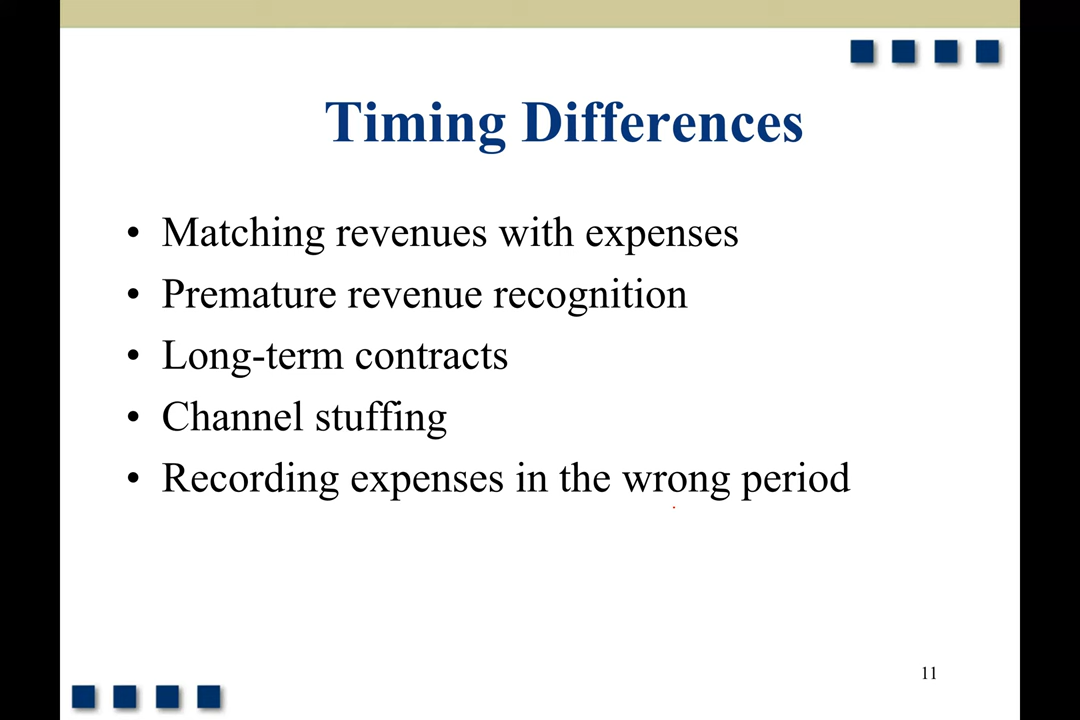 Timing Differences
• Matching revenues with expenses
• Premature revenue recognition
• Long-term contracts
• Channel stuffing
• Recording expenses in the wrong period
11